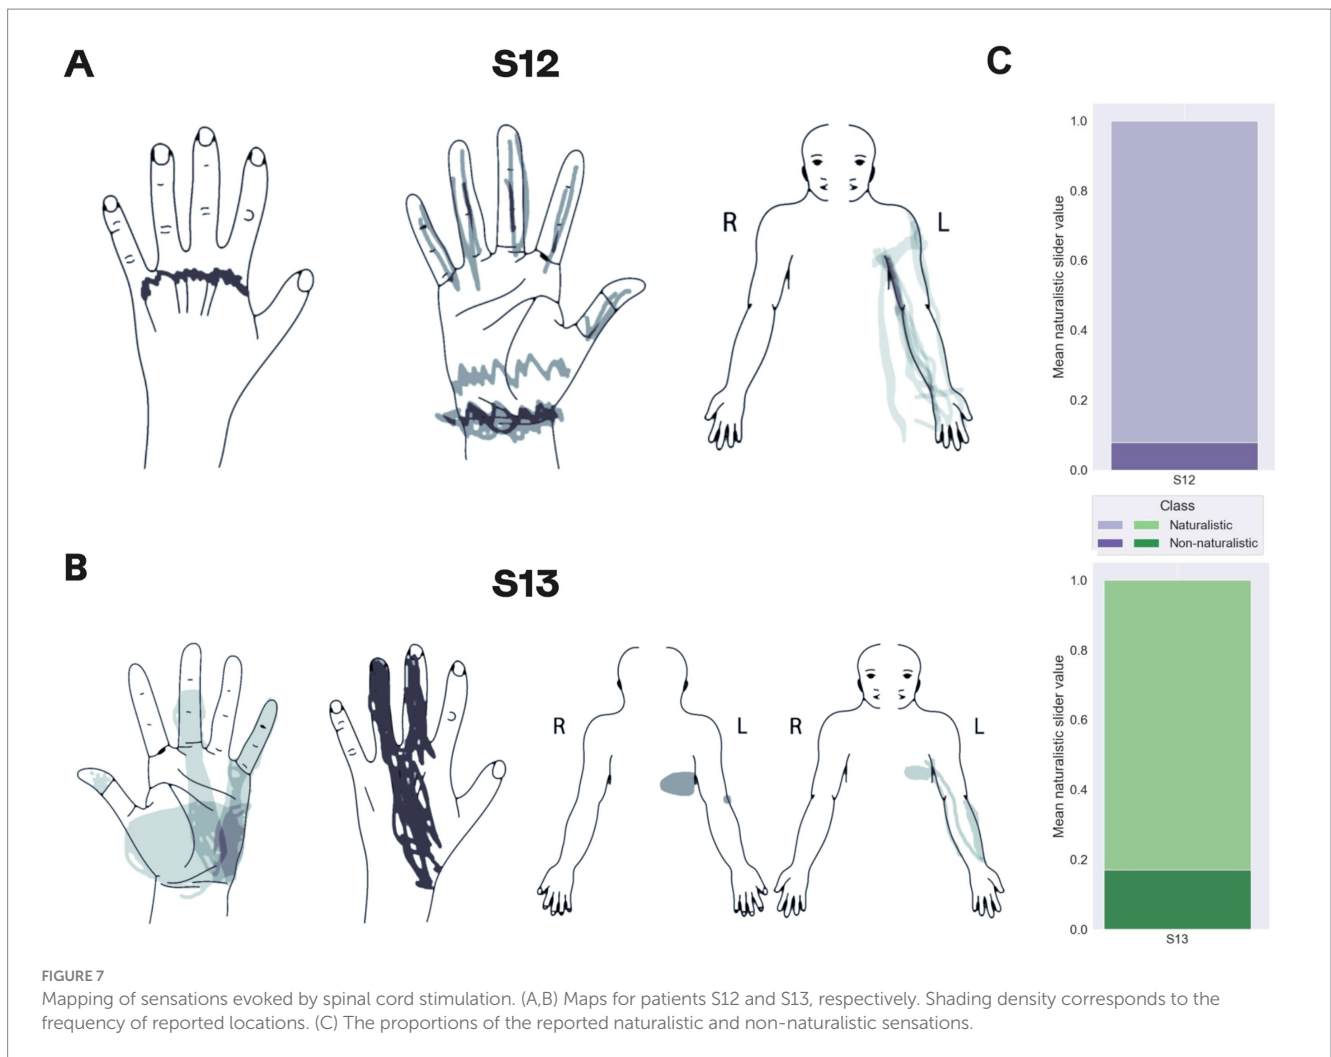 A
S12
C
R
L
1.0
0.8
0.6
0.4
0.2
0.0
Mean naturalistic slider value
S12
Class
Naturalistic
Non-naturalistic
B
S13
R
L
R
L
1.0
0.8
0.6
0.4
0.2
0.0
Mean naturalistic slider value
S13
FIGURE 7
Mapping of sensations evoked by spinal cord stimulation. (A,B) Maps for patients S12 and S13, respectively. Shading density corresponds to the
frequency of reported locations. (C) The proportions of the reported naturalistic and non-naturalistic sensations.